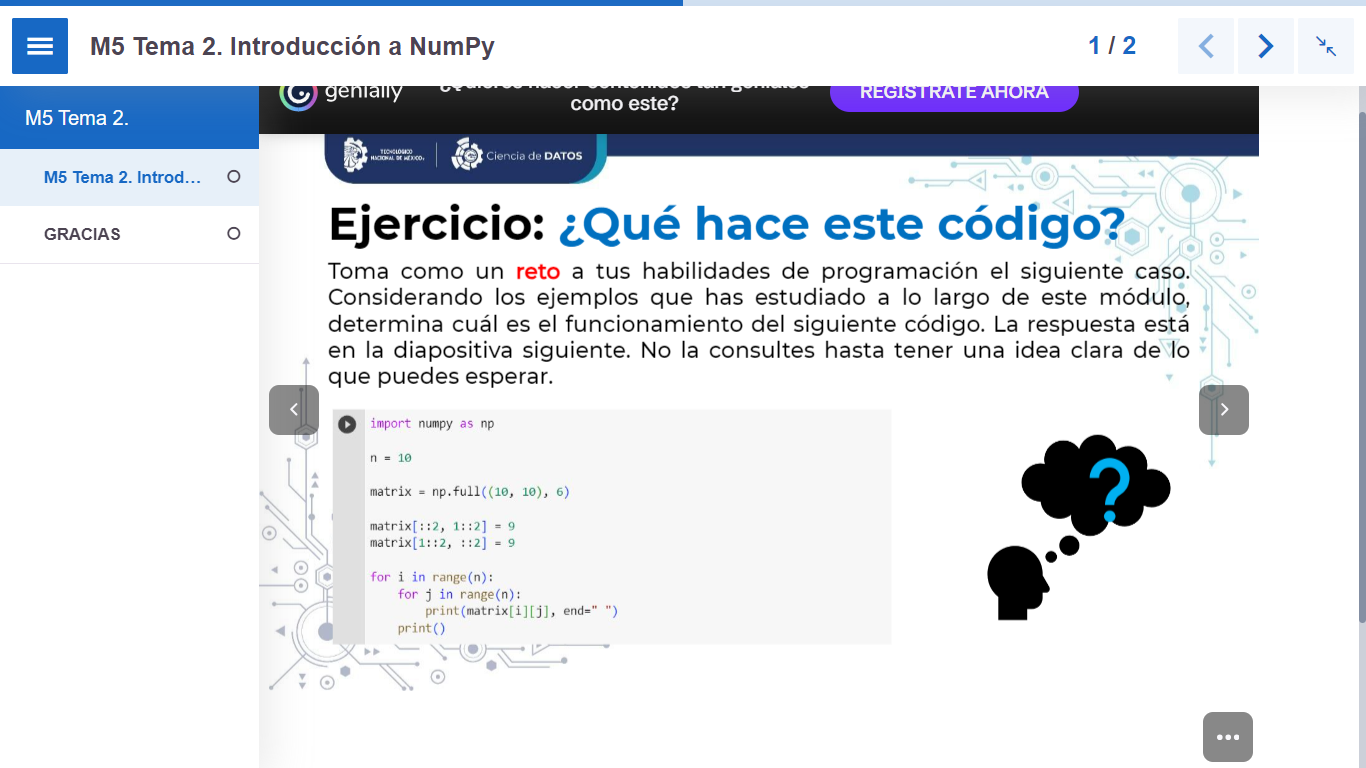 M5 Tema 2. Introducción a NumPy
1 / 2
M5 Tema 2.
M5 Tema 2. Introd...
GRACIAS
genially
como este?
REGÍSTRATE AHORA
TECNOLÓGICO
NACIONAL DE MÉXICO
Ciencia de DATOS
Ejercicio: ¿Qué hace este código?
Toma como un reto a tus habilidades de programación el siguiente caso.
Considerando los ejemplos que has estudiado a lo largo de este módulo,
determina cuál es el funcionamiento del siguiente código. La respuesta está
en la diapositiva siguiente. No la consultes hasta tener una idea clara de lo
que puedes esperar.
import numpy as np
n = 10
matrix = np.full((10, 10), 6)
matrix[::2, 1::2] = 9
matrix[1::2, ::2] = 9
for i in range(n):
    for j in range(n):
        print(matrix[i][j], end=" ")
    print()
?